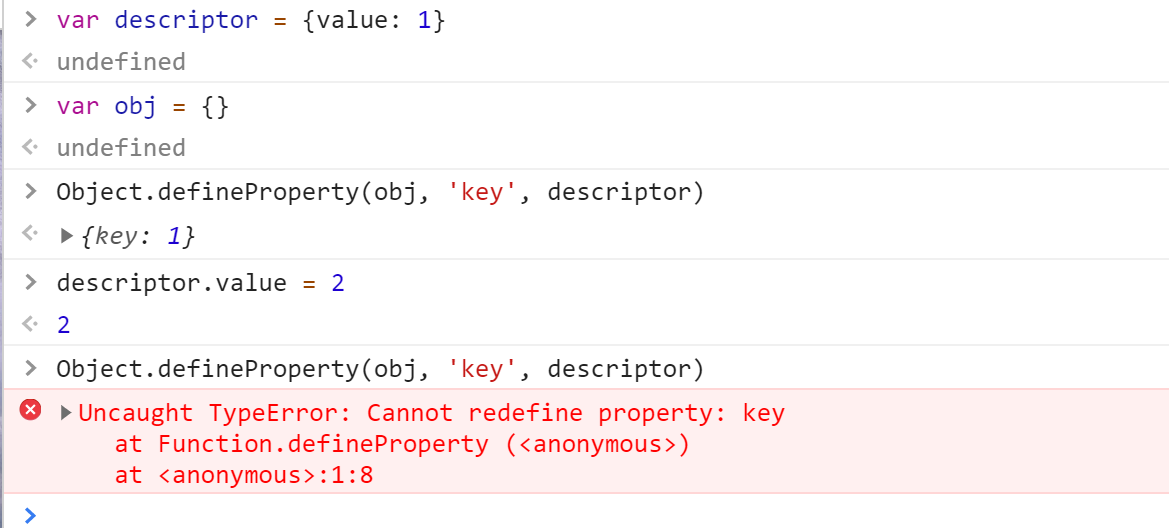 > var descriptor = {value: 1}
<· undefined
> var obj = {}
<· undefined
> Object.defineProperty(obj, 'key', descriptor)
<· ▶{key: 1}
> descriptor.value = 2
<· 2
> Object.defineProperty(obj, 'key', descriptor)
▶Uncaught TypeError: Cannot redefine property: key
at Function.defineProperty (<anonymous>)
at <anonymous>:1:8
>